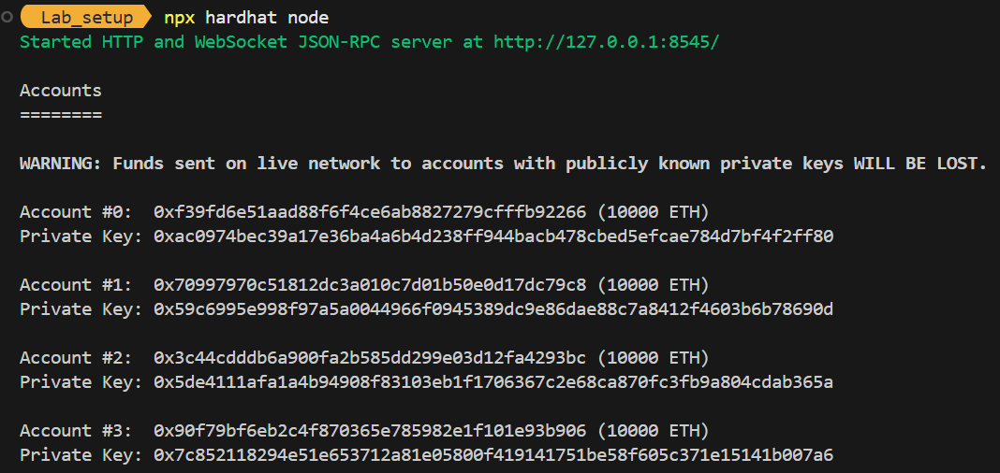 Lab_setup npx hardhat node
Started HTTP and WebSocket JSON-RPC server at http://127.0.0.1:8545/
Accounts
========
WARNING: Funds sent on live network to accounts with publicly known private keys WILL BE LOST.
Account #0: 0xf39fd6e51aad88f6f4ce6ab8827279cfffb92266 (10000 ETH)
Private Key: 0xac0974bec39a17e36ba4a6b4d238ff944bacb478cbed5efcae784d7bf4f2ff80
Account #1: 0x70997970c51812dc3a010c7d01b50e0d17dc79c8 (10000 ETH)
Private Key: 0x59c6995e998f97a5a0044966f0945389dc9e86dae88c7a8412f4603b6b78690d
Account #2: 0x3c44cdddb6a900fa2b585dd299e03d12fa4293bc (10000 ETH)
Private Key: 0x5de4111afa1a4b94908f83103eb1f1706367c2e68ca870fc3fb9a804cdab365a
Account #3: 0x90f79bf6eb2c4f870365e785982e1f101e93b906 (10000 ETH)
Private Key: 0x7c852118294e51e653712a81e05800f419141751be58f605c371e15141b007a6